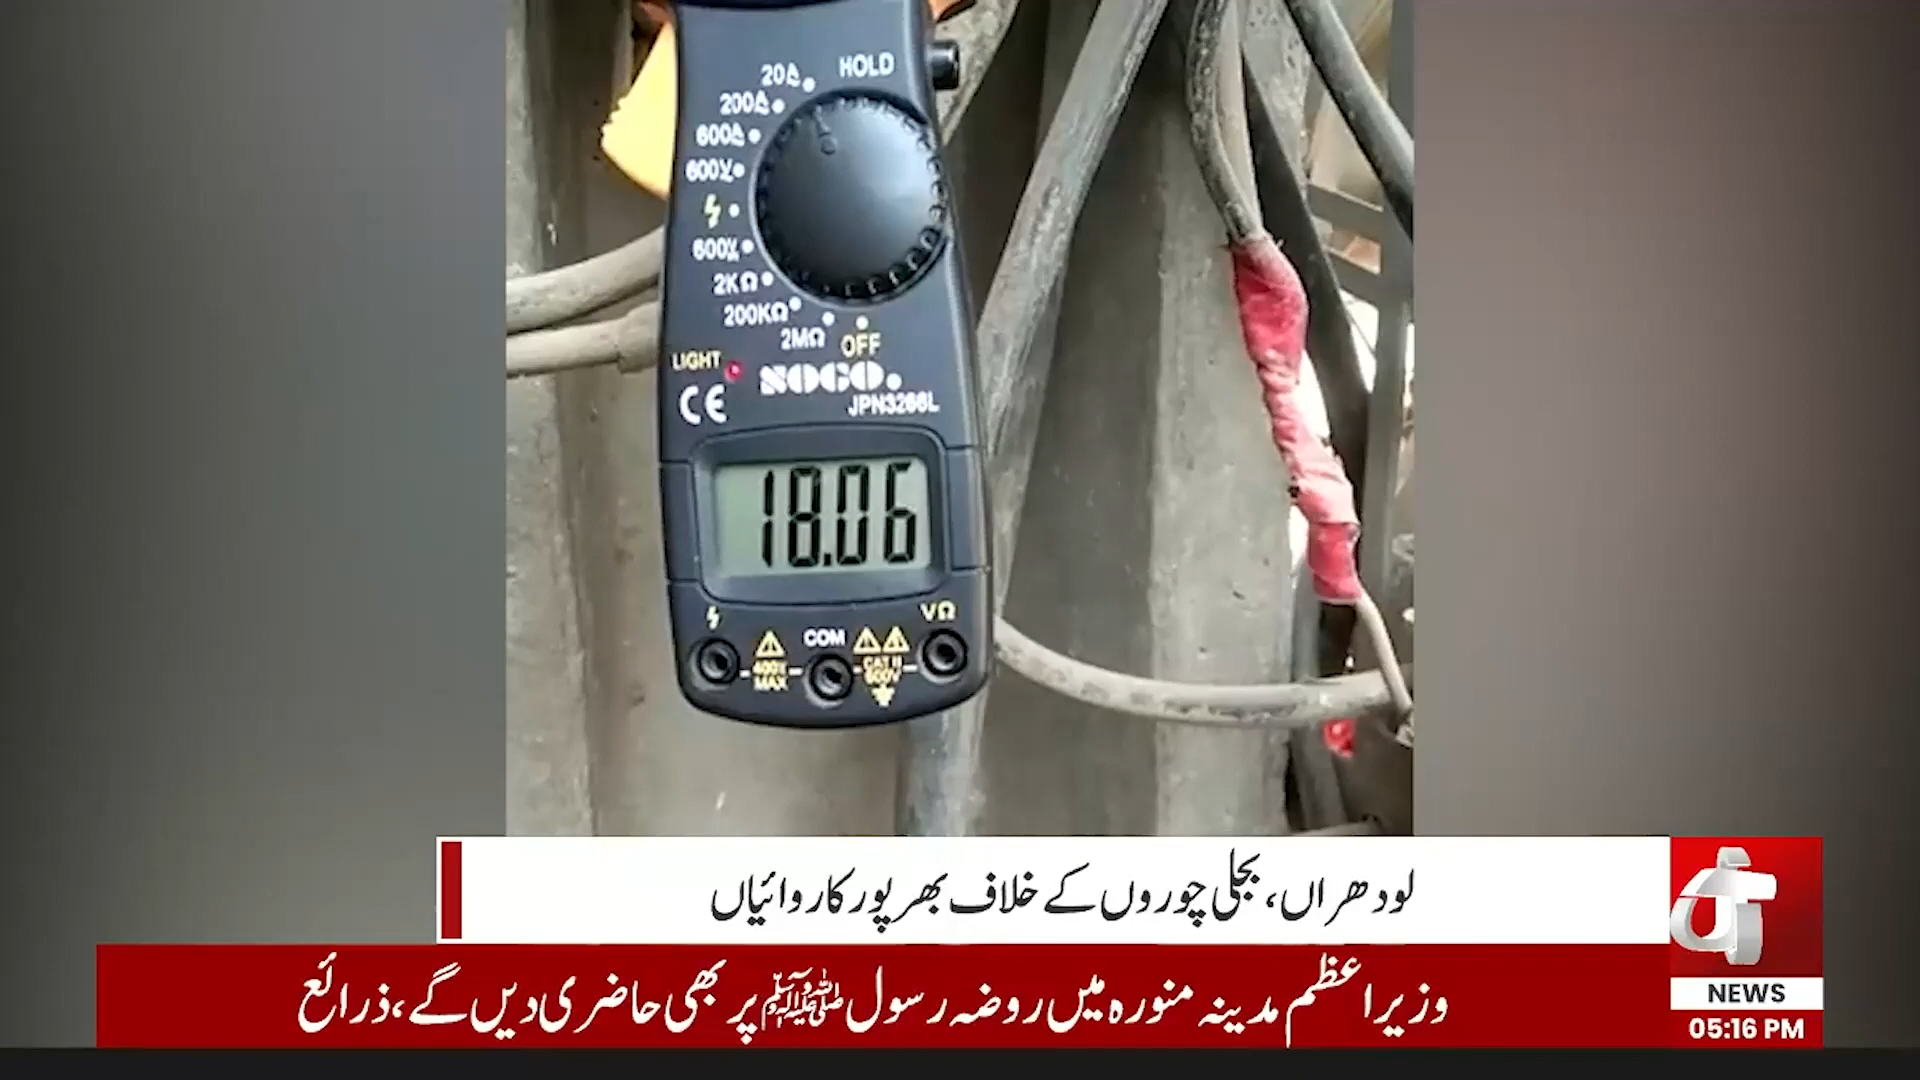 HOLD
20A
200A
600A
600V
600V
2KΩ
200KΩ
2MΩ
OFF
LIGHT
NOGO.
CE
JPN3266L
18.06
VΩ
COM
400V
MAX
CAT II
600V
لودھراں، بجلی چوروں کے خلاف بھرپور کاروائیاں
وزیراعظم مدینہ منورہ میں روضہ رسول ﷺ پر بھی حاضری دیں گے، ذرائع
NEWS
05:16 PM